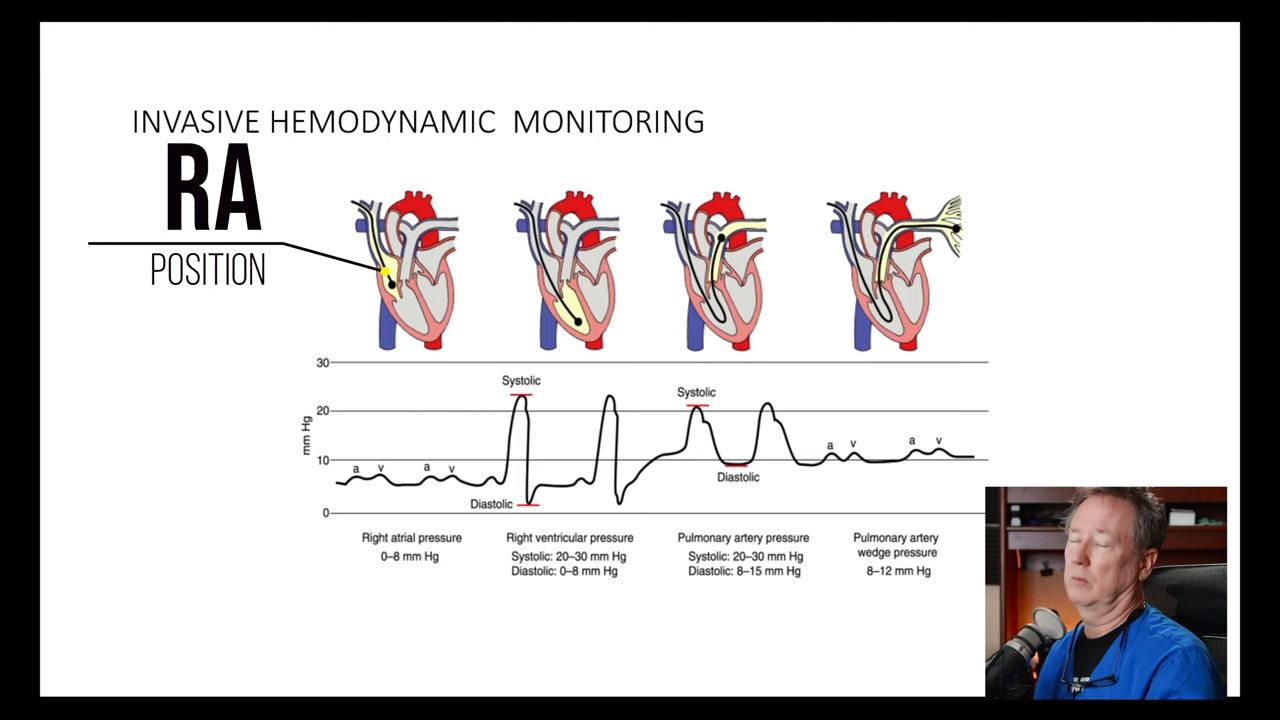 INVASIVE HEMODYNAMIC MONITORING
RA
POSITION
30
20
10
0
mm Hg
a v a v
Systolic
Diastolic
Systolic
Diastolic
a v a v
Right atrial pressure
0–8 mm Hg
Right ventricular pressure
Systolic: 20–30 mm Hg
Diastolic: 0–8 mm Hg
Pulmonary artery pressure
Systolic: 20–30 mm Hg
Diastolic: 8–15 mm Hg
Pulmonary artery
wedge pressure
8–12 mm Hg